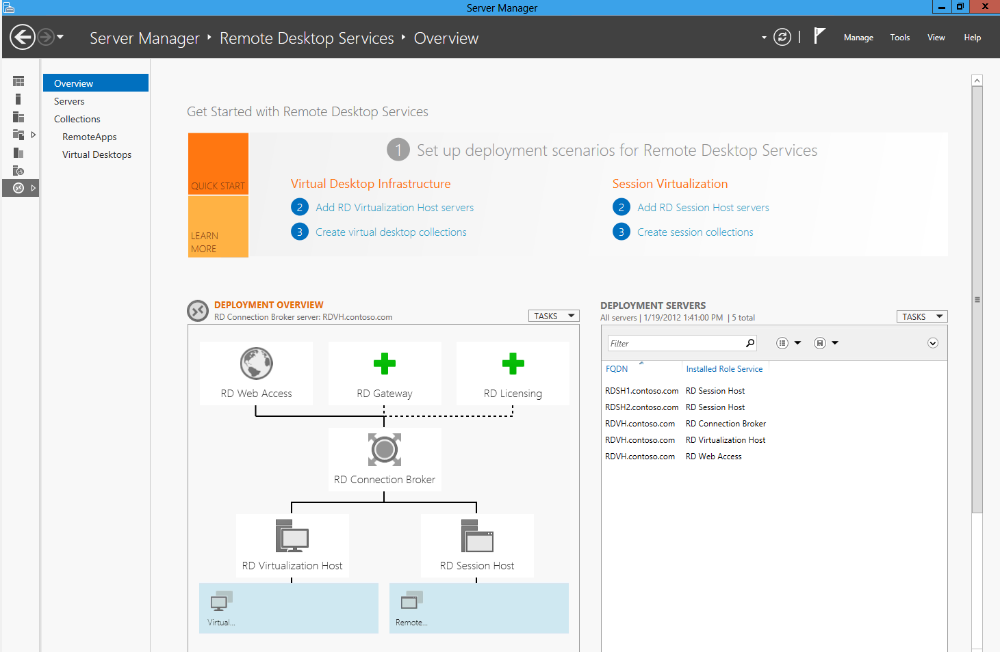 Server Manager
Server Manager ‣ Remote Desktop Services ‣ Overview
Manage Tools View Help
Overview
Servers
Collections
RemoteApps
Virtual Desktops
Get Started with Remote Desktop Services
QUICK START
LEARN
MORE
1 Set up deployment scenarios for Remote Desktop Services
Virtual Desktop Infrastructure
2 Add RD Virtualization Host servers
3 Create virtual desktop collections
Session Virtualization
2 Add RD Session Host servers
3 Create session collections
DEPLOYMENT OVERVIEW
RD Connection Broker server: RDVH.contoso.com
TASKS
RD Web Access
RD Gateway
RD Licensing
RD Connection Broker
RD Virtualization Host
RD Session Host
Virtual...
Remote...
DEPLOYMENT SERVERS
All servers | 1/19/2012 1:41:00 PM | 5 total
TASKS
Filter
FQDN Installed Role Service
RDSH1.contoso.com RD Session Host
RDSH2.contoso.com RD Session Host
RDVH.contoso.com RD Connection Broker
RDVH.contoso.com RD Virtualization Host
RDVH.contoso.com RD Web Access